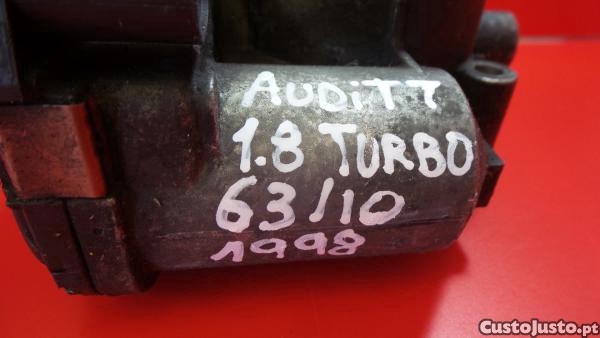 AUDiTT
1.8 TURBO
63/10
1998
CustoJusto.pt